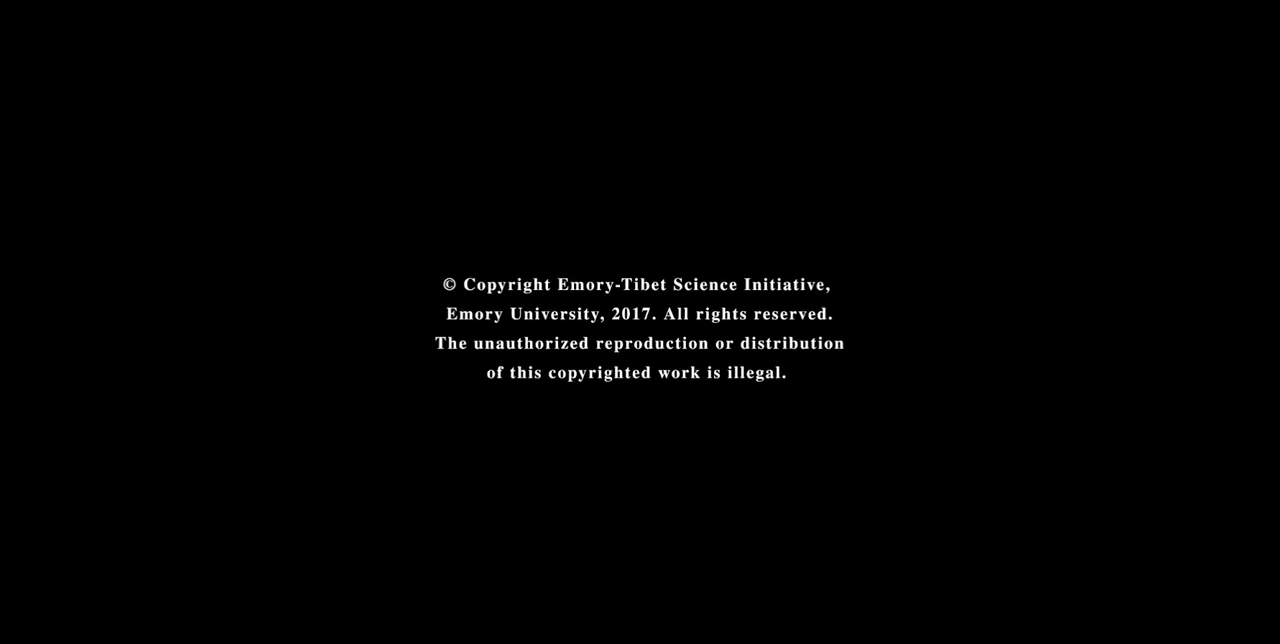 © Copyright Emory-Tibet Science Initiative,
Emory University, 2017. All rights reserved.
The unauthorized reproduction or distribution
of this copyrighted work is illegal.